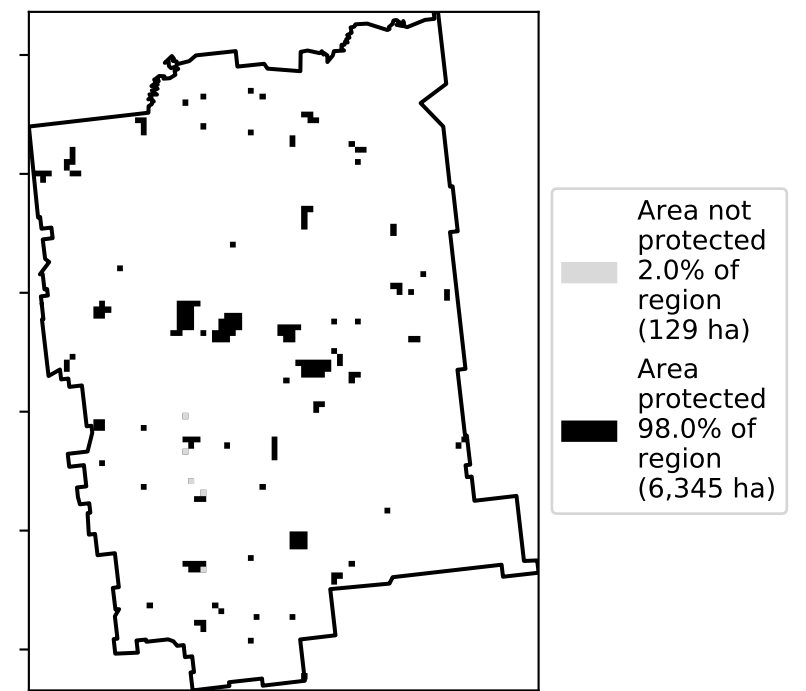 Area not
protected
2.0% of
region
(129 ha)
Area
protected
98.0% of
region
(6,345 ha)